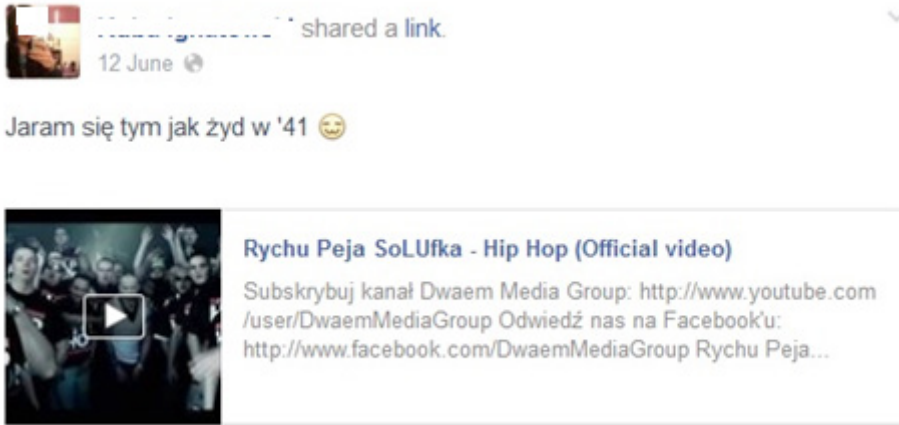 shared a link.
12 June
Jaram się tym jak żyd w '41
Rychu Peja SoLUfka - Hip Hop (Official video)
Subskrybuj kanał Dwaem Media Group: http://www.youtube.com
/user/DwaemMediaGroup Odwiedź nas na Facebook'u:
http://www.facebook.com/DwaemMediaGroup Rychu Peja...